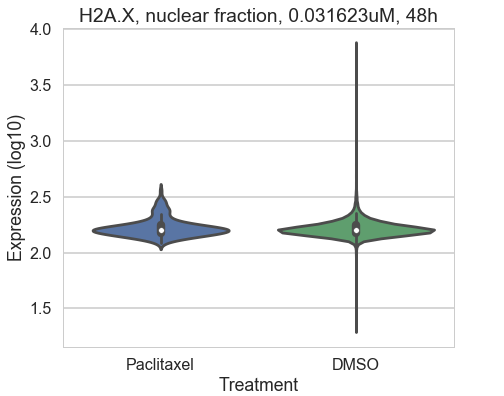 H2A.X, nuclear fraction, 0.031623uM, 48h
4.0
3.5
3.0
2.5
2.0
1.5
Expression (log10)
Paclitaxel DMSO
Treatment